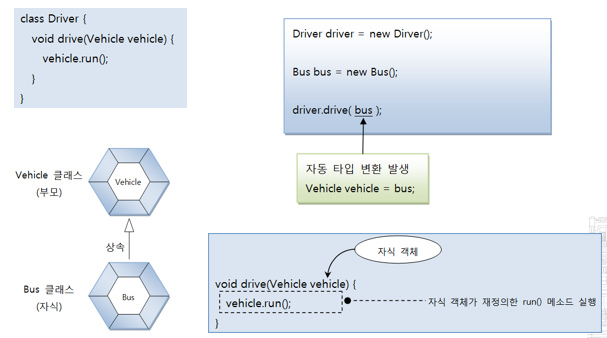 class Driver {
void drive(Vehicle vehicle) {
vehicle.run();
}
}
Driver driver = new Dirver();
Bus bus = new Bus();
driver.drive( bus );
자동 타입 변환 발생
Vehicle vehicle = bus;
Vehicle 클래스
(부모)
Vehicle
상속
Bus 클래스
(자식)
Bus
자식 객체
void drive(Vehicle vehicle) {
vehicle.run();
}
자식 객체가 재정의한 run() 메소드 실행